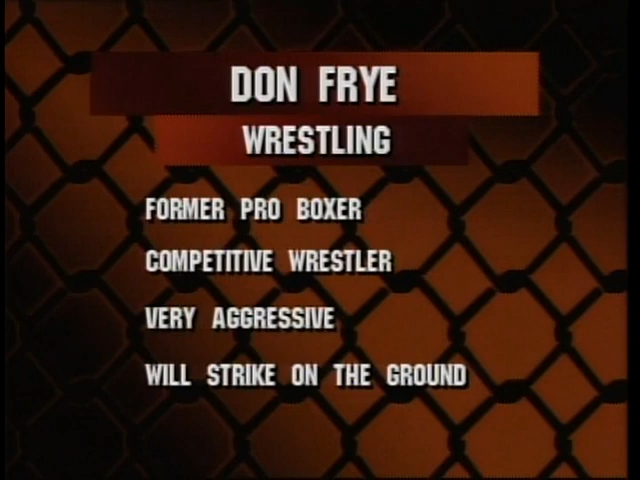 DON FRYE
WRESTLING
FORMER PRO BOXER
COMPETITIVE WRESTLER
VERY AGGRESSIVE
WILL STRIKE ON THE GROUND